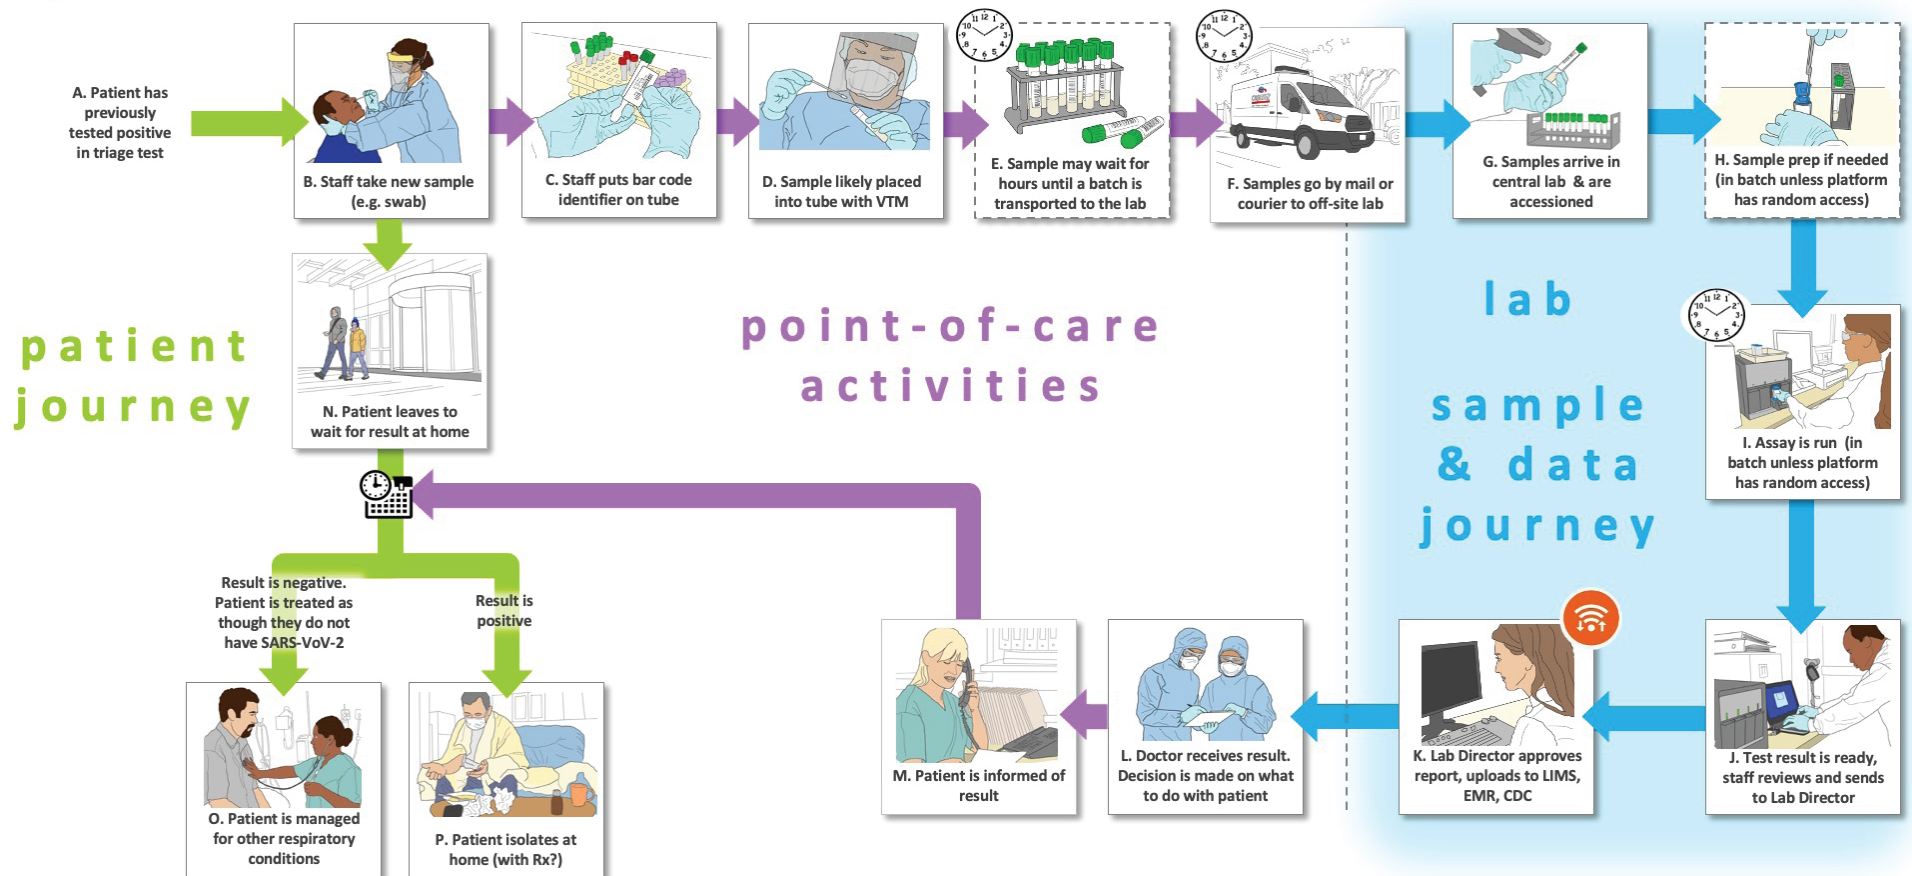 A. Patient has
previously
tested positive
in triage test
B. Staff take new sample
(e.g. swab)
C. Staff puts bar code
identifier on tube
D. Sample likely placed
into tube with VTM
E. Sample may wait for
hours until a batch is
transported to the lab
F. Samples go by mail or
courier to off-site lab
G. Samples arrive in
central lab & are
accessioned
H. Sample prep if needed
(in batch unless platform
has random access)
patient
journey
N. Patient leaves to
wait for result at home
point-of-care
activities
lab
sample
& data
journey
I. Assay is run (in
batch unless platform
has random access)
Result is negative.
Patient is treated as
though they do not
have SARS-VoV-2
Result is
positive
O. Patient is managed
for other respiratory
conditions
P. Patient isolates at
home (with Rx?)
M. Patient is informed of
result
L. Doctor receives result.
Decision is made on what
to do with patient
K. Lab Director approves
report, uploads to LIMS,
EMR, CDC
J. Test result is ready,
staff reviews and sends
to Lab Director